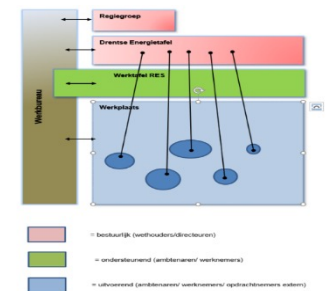 Regiegroep
Drentse Energietafel
Werktafel RES
Werkbureau
Werkplaats
= bestuurlijk (wethouders/directeuren)
= ondersteunend (ambtenaren/ werknemers)
= uitvoerend (ambtenaren/ werknemers/ opdrachtnemers extern)